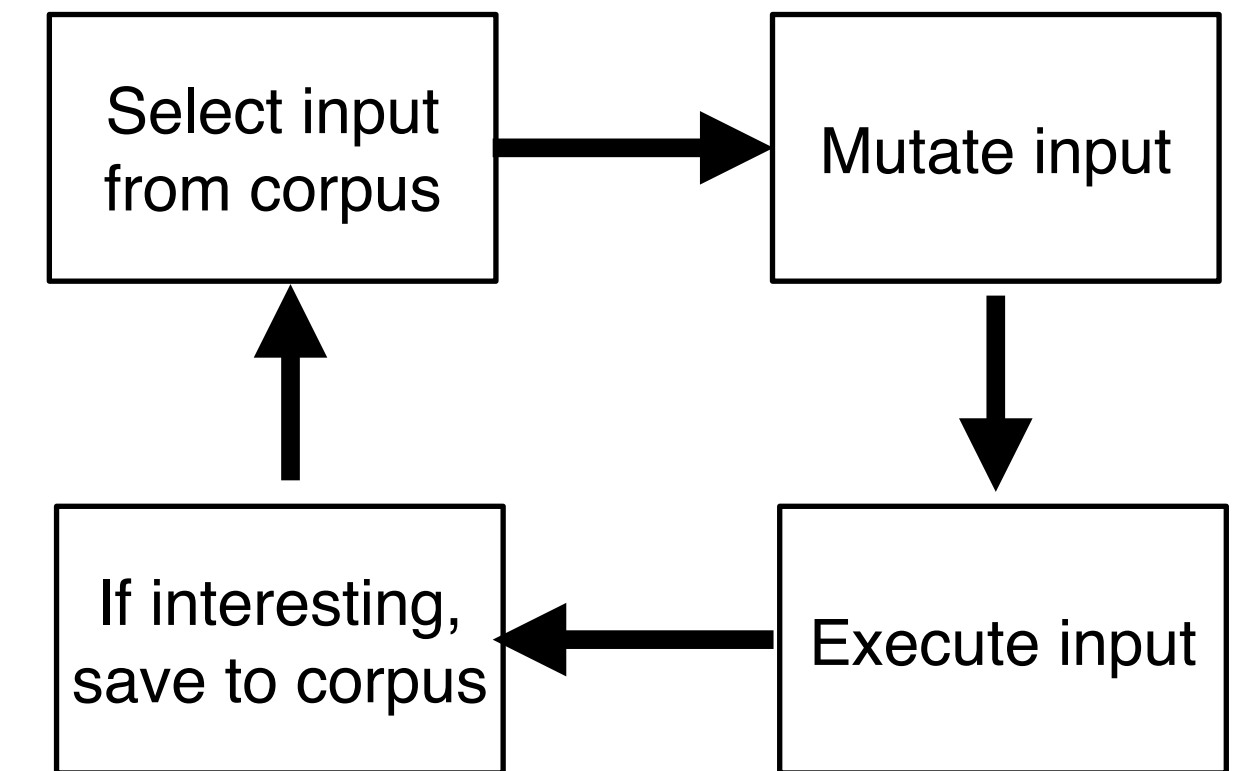 Select input
from corpus
Mutate input
If interesting,
save to corpus
Execute input